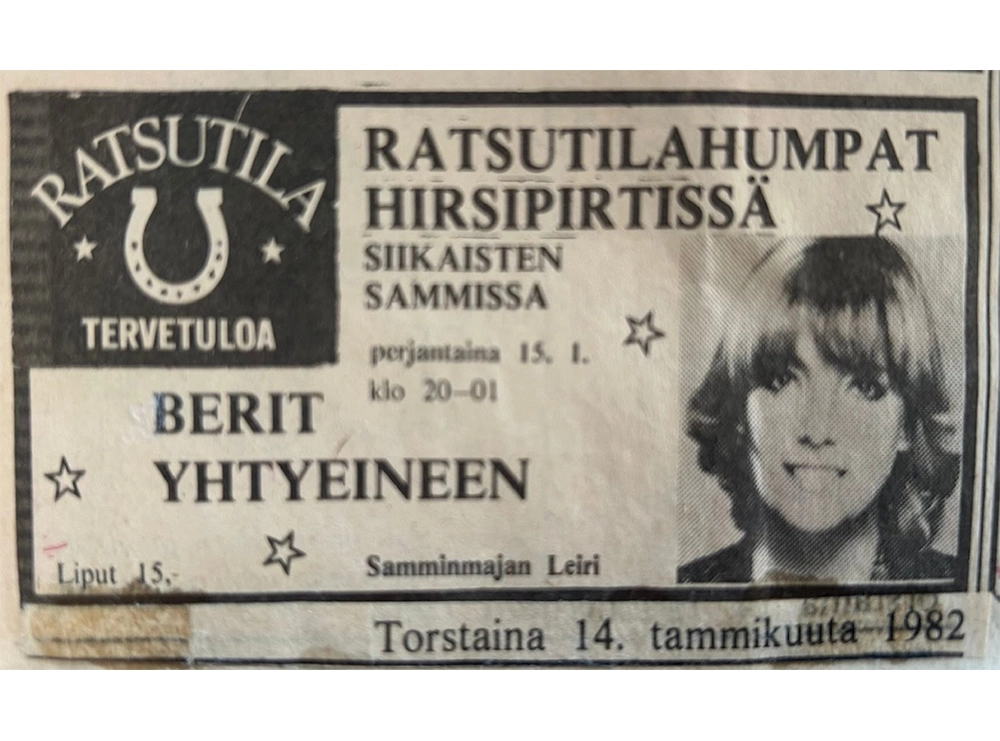 RATSUTILA
TERVETULOA
RATSUTILAHUMPAT
HIRSIPIRTISSÄ
SIIKAISTEN
SAMMISSA
perjantaina 15. 1.
klo 20—01
BERIT
YHTYEINEEN
Liput 15,-
Samminmajan Leiri
Torstaina 14. tammikuuta 1982